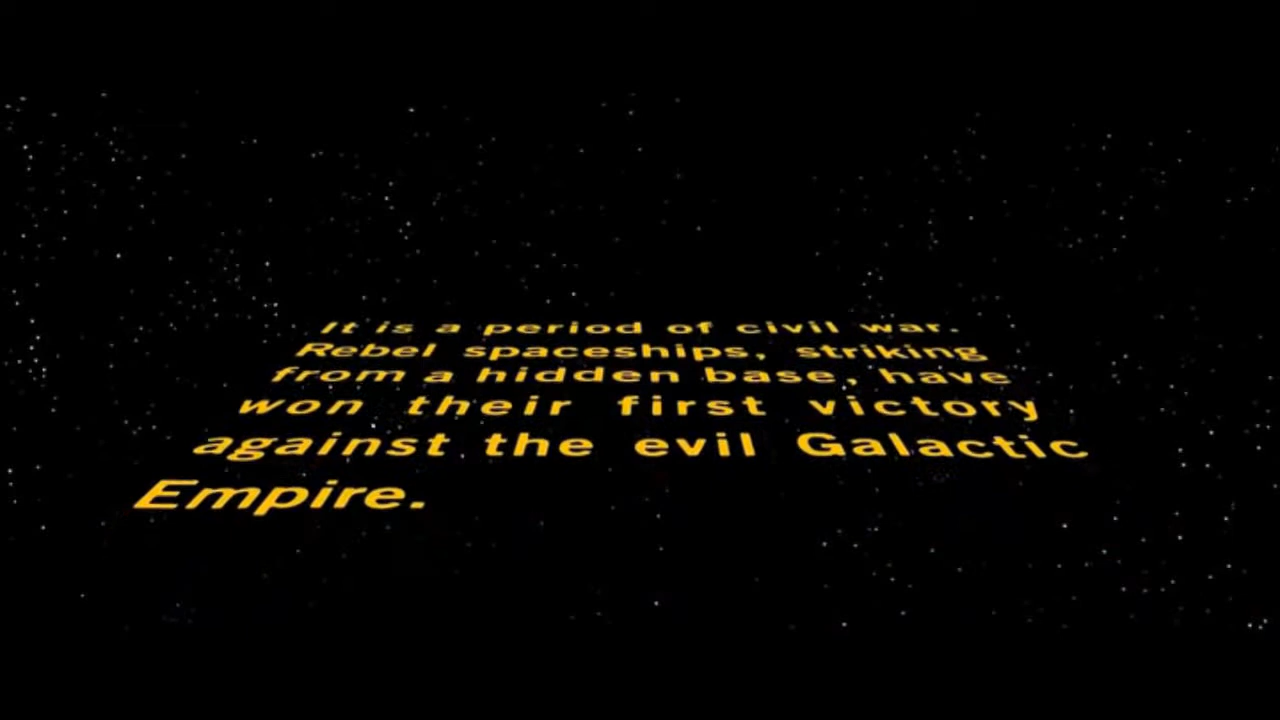 It is a period of civil war.
Rebel spaceships, striking
from a hidden base, have
won their first victory
against the evil Galactic
Empire.